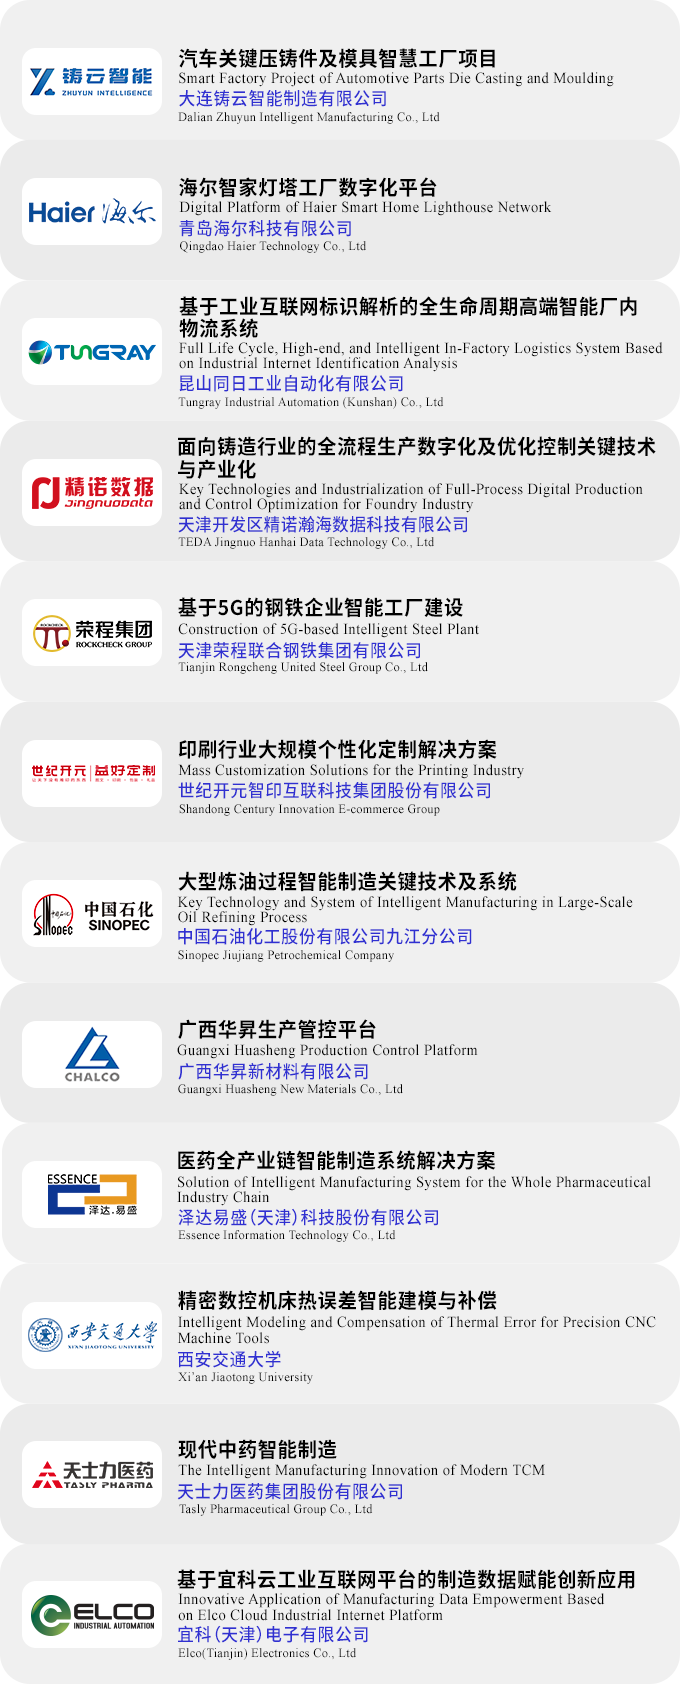 铸云智能
ZHUYUN INTELLIGENCE
汽车关键压铸件及模具智慧工厂项目
Smart Factory Project of Automotive Parts Die Casting and Moulding
大连铸云智能制造有限公司
Dalian Zhuyun Intelligent Manufacturing Co., Ltd
Haier 海尔
海尔智家灯塔工厂数字化平台
Digital Platform of Haier Smart Home Lighthouse Network
青岛海尔科技有限公司
Qingdao Haier Technology Co., Ltd
TUNGRAY
基于工业互联网标识解析的全生命周期高端智能厂内
物流系统
Full Life Cycle, High-end, and Intelligent In-Factory Logistics System Based
on Industrial Internet Identification Analysis
昆山同日工业自动化有限公司
Tungray Industrial Automation (Kunshan) Co., Ltd
精诺数据
Jingnuodata
面向铸造行业的全流程生产数字化及优化控制关键技术
与产业化
Key Technologies and Industrialization of Full-Process Digital Production
and Control Optimization for Foundry Industry
天津开发区精诺瀚海数据科技有限公司
TEDA Jingnuo Hanhai Data Technology Co., Ltd
ROCKCHECK
荣程集团
ROCKCHECK GROUP
基于5G的钢铁企业智能工厂建设
Construction of 5G-based Intelligent Steel Plant
天津荣程联合钢铁集团有限公司
Tianjin Rongcheng United Steel Group Co., Ltd
世纪开元 益好定制
印刷行业大规模个性化定制解决方案
Mass Customization Solutions for the Printing Industry
世纪开元智印互联科技集团股份有限公司
Shandong Century Innovation E-commerce Group
中国石化
SINOPEC
大型炼油过程智能制造关键技术及系统
Key Technology and System of Intelligent Manufacturing in Large-Scale
Oil Refining Process
中国石油化工股份有限公司九江分公司
Sinopec Jiujiang Petrochemical Company
CHALCO
广西华昇生产管控平台
Guangxi Huasheng Production Control Platform
广西华昇新材料有限公司
Guangxi Huasheng New Materials Co., Ltd
ESSENCE
泽达.易盛
医药全产业链智能制造系统解决方案
Solution of Intelligent Manufacturing System for the Whole Pharmaceutical
Industry Chain
泽达易盛(天津)科技股份有限公司
Essence Information Technology Co., Ltd
西安交通大学
XI'AN JIAOTONG UNIVERSITY
精密数控机床热误差智能建模与补偿
Intelligent Modeling and Compensation of Thermal Error for Precision CNC
Machine Tools
西安交通大学
Xi'an Jiaotong University
天士力医药
TASLY PHARMA
现代中药智能制造
The Intelligent Manufacturing Innovation of Modern TCM
天士力医药集团股份有限公司
Tasly Pharmaceutical Group Co., Ltd
ELCO
INDUSTRIAL AUTOMATION
基于宜科云工业互联网平台的制造数据赋能创新应用
Innovative Application of Manufacturing Data Empowerment Based
on Elco Cloud Industrial Internet Platform
宜科(天津)电子有限公司
Elco(Tianjin) Electronics Co., Ltd